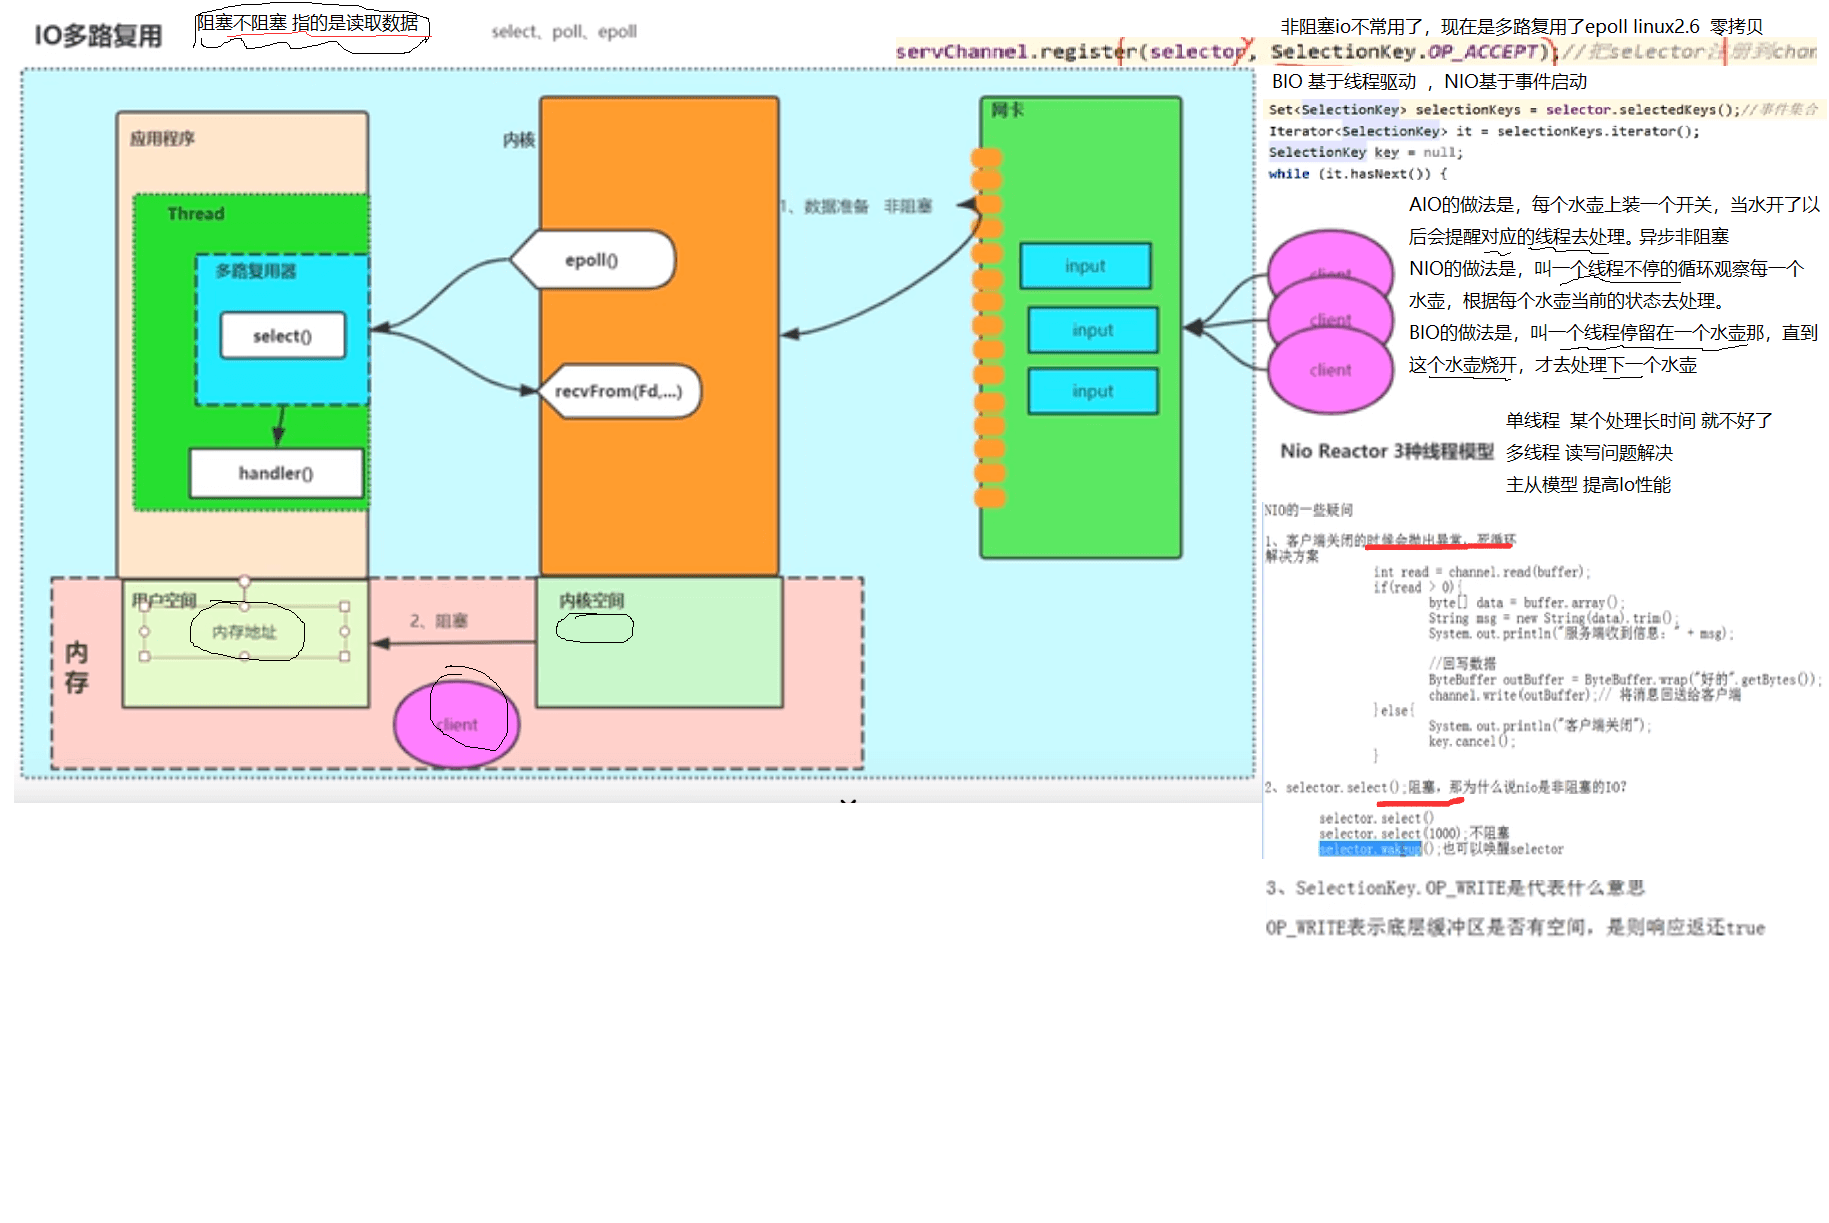 IO多路复用
阻塞不阻塞 指的是读取数据
select、poll、epoll
应用程序
Thread
多路复用器
select()
handler()
内核
epoll()
recvFrom(Fd,...)
1、数据准备 非阻塞
网卡
input
input
input
client
client
client
内存
用户空间
内存地址
2、阻塞
内核空间
client
非阻塞io不常用了，现在是多路复用了epoll linux2.6 零拷贝
servChannel.register(selector, SelectionKey.OP_ACCEPT);//把selector注册到chan
BIO 基于线程驱动 ，NIO基于事件启动
Set<SelectionKey> selectionKeys = selector.selectedKeys();//事件集合
Iterator<SelectionKey> it = selectionKeys.iterator();
SelectionKey key = null;
while (it.hasNext()) {
AIO的做法是，每个水壶上装一个开关，当水开了以
后会提醒对应的线程去处理。异步非阻塞
NIO的做法是，叫一个线程不停的循环观察每一个
水壶，根据每个水壶当前的状态去处理。
BIO的做法是，叫一个线程停留在一个水壶那，直到
这个水壶烧开，才去处理下一个水壶
Nio Reactor 3种线程模型
单线程 某个处理长时间 就不好了
多线程 读写问题解决
主从模型 提高Io性能
NIO的一些疑问
1、客户端关闭的时候会抛出异常，死循环
解决方案
int read = channel.read(buffer);
if(read > 0){
byte[] data = buffer.array();
String msg = new String(data).trim();
System.out.println("服务端收到信息：" + msg);
//回写数据
ByteBuffer outBuffer = ByteBuffer.wrap("好的".getBytes());
channel.write(outBuffer);// 将消息回送给客户端
}else{
System.out.println("客户端关闭");
key.cancel();
}
2、selector.select();阻塞，那为什么说nio是非阻塞的IO?
selector.select()
selector.select(1000);不阻塞
selector.wakeup();也可以唤醒selector
3、SelectionKey.OP_WRITE是代表什么意思
OP_WRITE表示底层缓冲区是否有空间，是则响应返还true